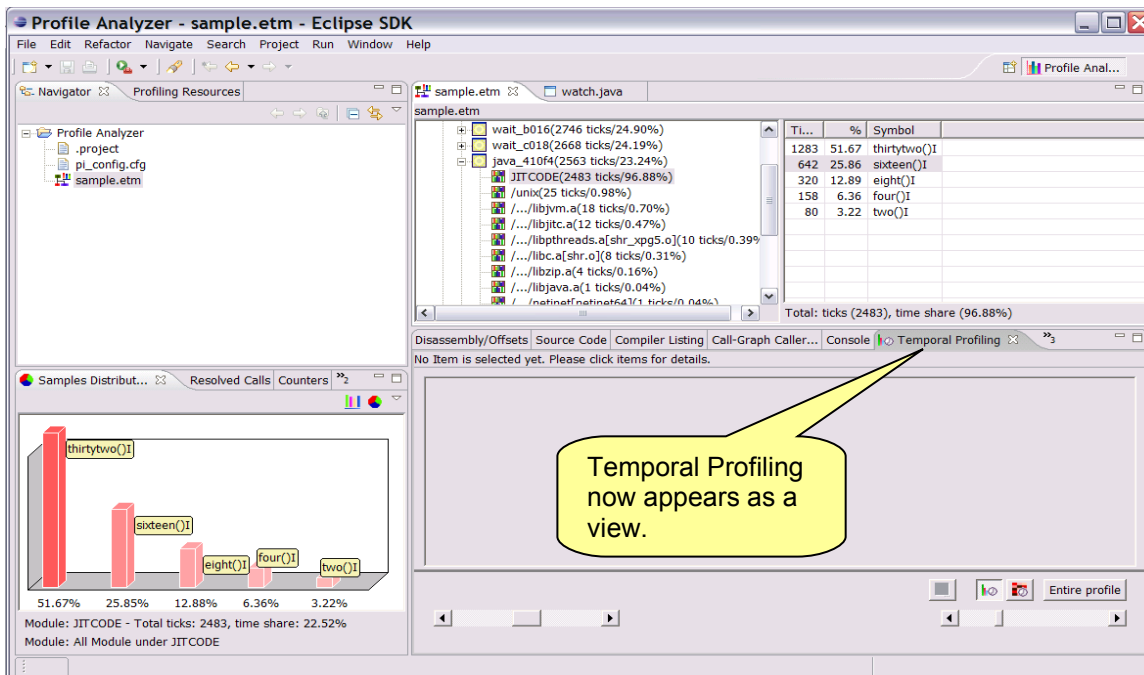 Profile Analyzer - sample.etm - Eclipse SDK
File Edit Refactor Navigate Search Project Run Window Help
Profile Anal...
Navigator
Profiling Resources
Profile Analyzer
.project
pi_config.cfg
sample.etm
sample.etm
watch.java
sample.etm
wait_b016(2746 ticks/24.90%)
wait_c018(2668 ticks/24.19%)
java_410f4(2563 ticks/23.24%)
JITCODE(2483 ticks/96.88%)
/unix(25 ticks/0.98%)
/.../libjvm.a(18 ticks/0.70%)
/.../libjitc.a(12 ticks/0.47%)
/.../libpthreads.a[shr_xpg5.o](10 ticks/0.39%
/.../libc.a[shr.o](8 ticks/0.31%)
/.../libzip.a(4 ticks/0.16%)
/.../libjava.a(1 ticks/0.04%)
/.../netinet[netinet64](1 ticks/0.04%)
Ti... % Symbol
1283 51.67 thirtytwo()I
642 25.86 sixteen()I
320 12.89 eight()I
158 6.36 four()I
80 3.22 two()I
Total: ticks (2483), time share (96.88%)
Disassembly/Offsets Source Code Compiler Listing Call-Graph Caller... Console Temporal Profiling »3
No Item is selected yet. Please click items for details.
Temporal Profiling
now appears as a
view.
Entire profile
Samples Distribut... Resolved Calls Counters »2
thirtytwo()I
sixteen()I
eight()I
four()I
two()I
51.67% 25.85% 12.88% 6.36% 3.22%
Module: JITCODE - Total ticks: 2483, time share: 22.52%
Module: All Module under JITCODE